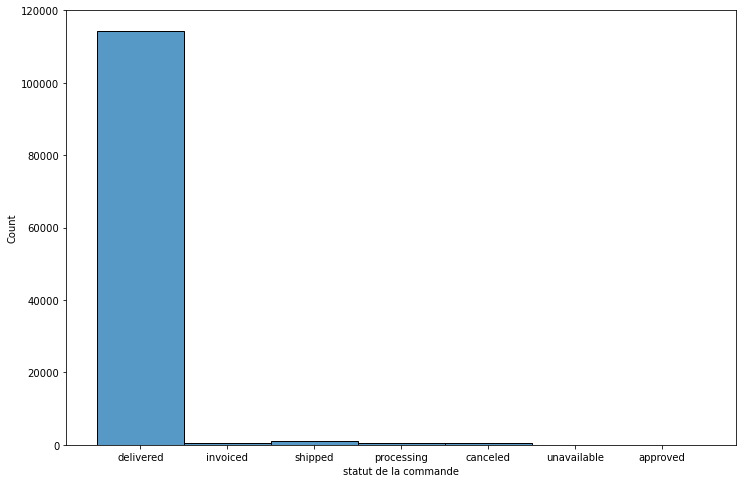 120000
100000
80000
60000
40000
20000
0
Count
delivered invoiced shipped processing canceled unavailable approved
statut de la commande